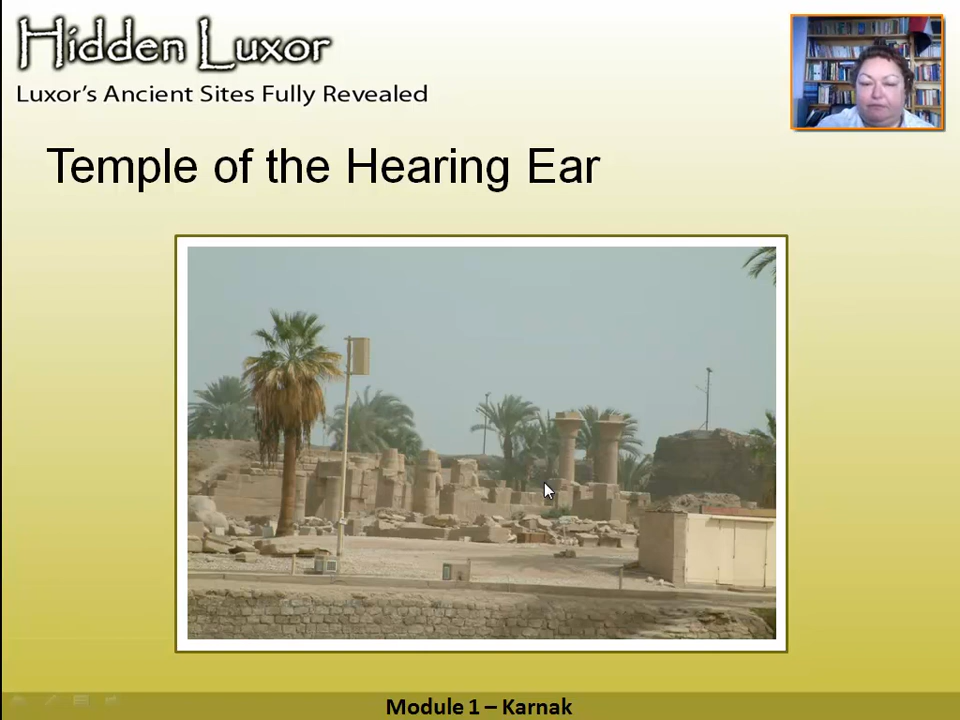 Hidden Luxor
Luxor's Ancient Sites Fully Revealed
Temple of the Hearing Ear
Module 1 – Karnak